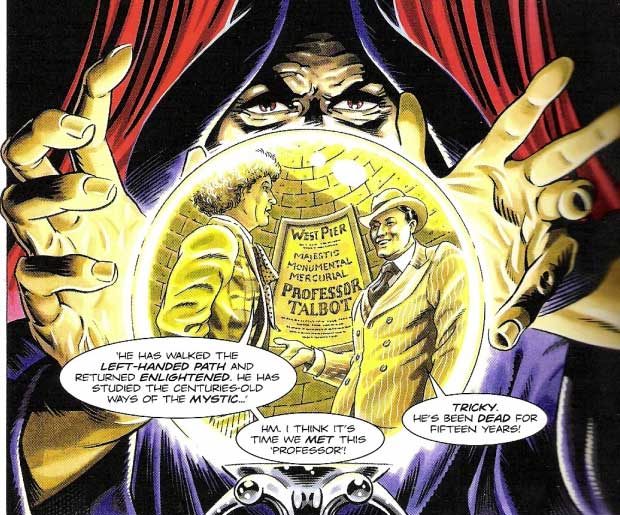 WEST PIER
MAJESTIC
MONUMENTAL
MERCURIAL
PROFESSOR
TALBOT
'HE HAS WALKED THE
LEFT-HANDED PATH AND
RETURNED ENLIGHTENED. HE HAS
STUDIED THE CENTURIES-OLD
WAYS OF THE MYSTIC...'
HM. I THINK IT'S
TIME WE MET THIS
'PROFESSOR'!
TRICKY.
HE'S BEEN DEAD FOR
FIFTEEN YEARS!